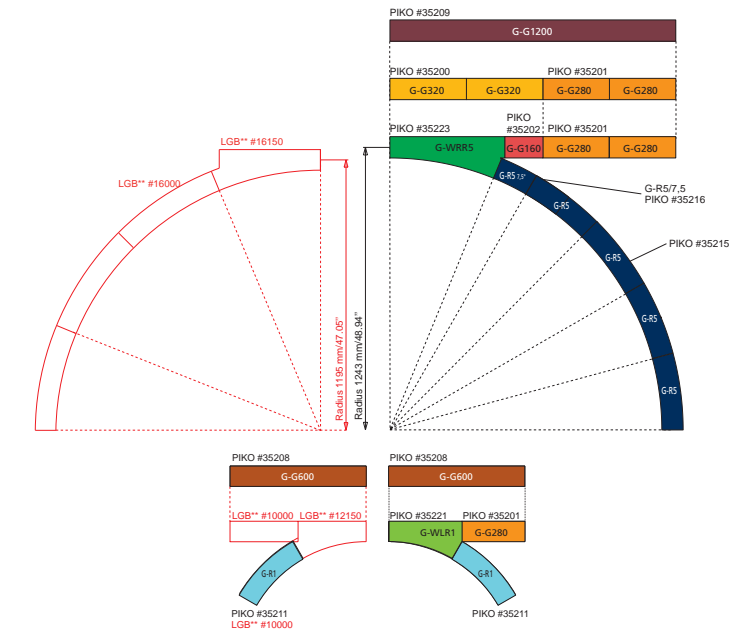 PIKO #35209
G-G1200
PIKO #35200
PIKO #35201
G-G320
G-G320
G-G280
G-G280
PIKO #35223
PIKO
#35202
PIKO #35201
G-WRR5
G-G160
G-G280
G-G280
LGB** #16150
LGB** #16000
G-R5 7,5°
G-R5
G-R5/7,5
PIKO #35216
PIKO #35215
G-R5
G-R5
G-R5
Radius 1195 mm/47.05"
Radius 1243 mm/48.94"
PIKO #35208
G-G600
PIKO #35208
G-G600
LGB** #10000
LGB** #12150
PIKO #35221
PIKO #35201
G-WLR1
G-G280
G-R1
G-R1
PIKO #35211
LGB** #10000
PIKO #35211